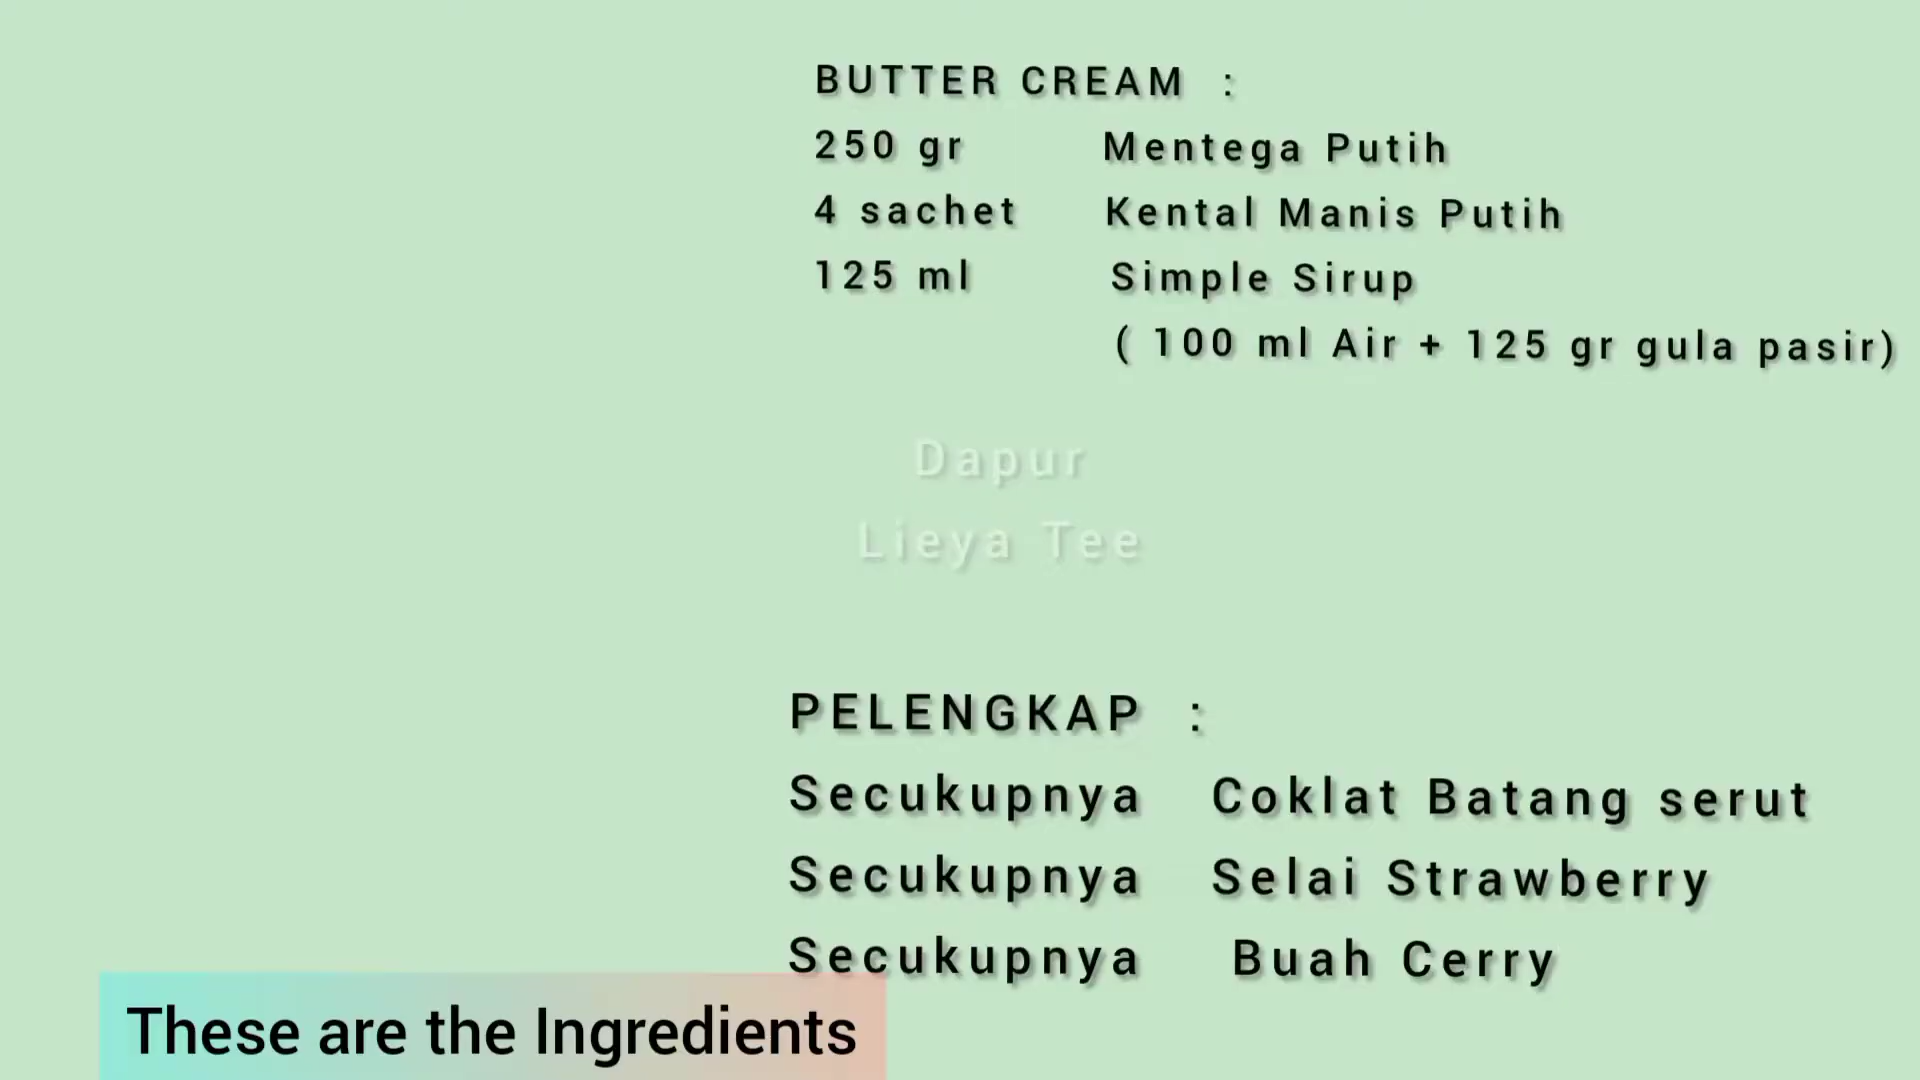 BUTTER CREAM :
250 gr Mentega Putih
4 sachet Kental Manis Putih
125 ml Simple Sirup
( 100 ml Air + 125 gr gula pasir)
Dapur
Lieya Tee
PELENGKAP :
Secukupnya Coklat Batang serut
Secukupnya Selai Strawberry
Secukupnya Buah Cerry
These are the Ingredients